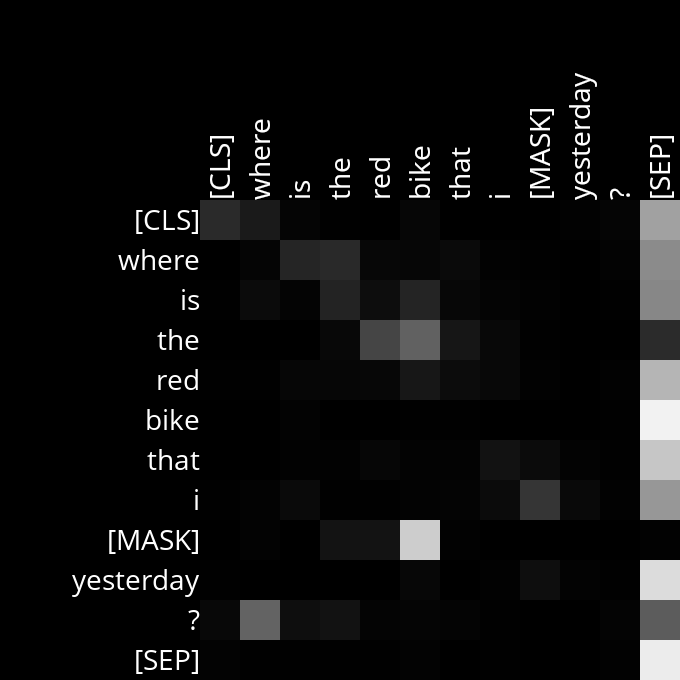 [CLS]
where
is
the
red
bike
that
i
[MASK]
yesterday
?
[SEP]
[CLS]
where
is
the
red
bike
that
i
[MASK]
yesterday
?
[SEP]